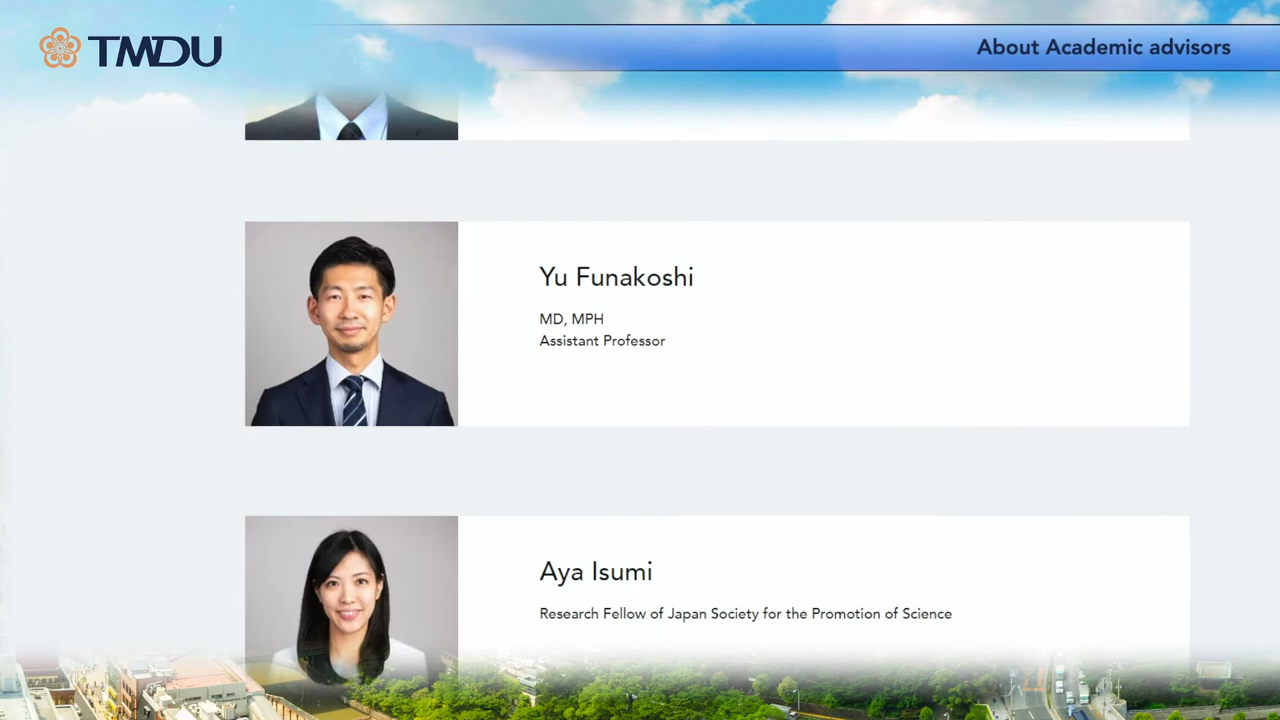 TMDU
About Academic advisors
Yu Funakoshi
MD, MPH
Assistant Professor
Aya Isumi
Research Fellow of Japan Society for the Promotion of Science